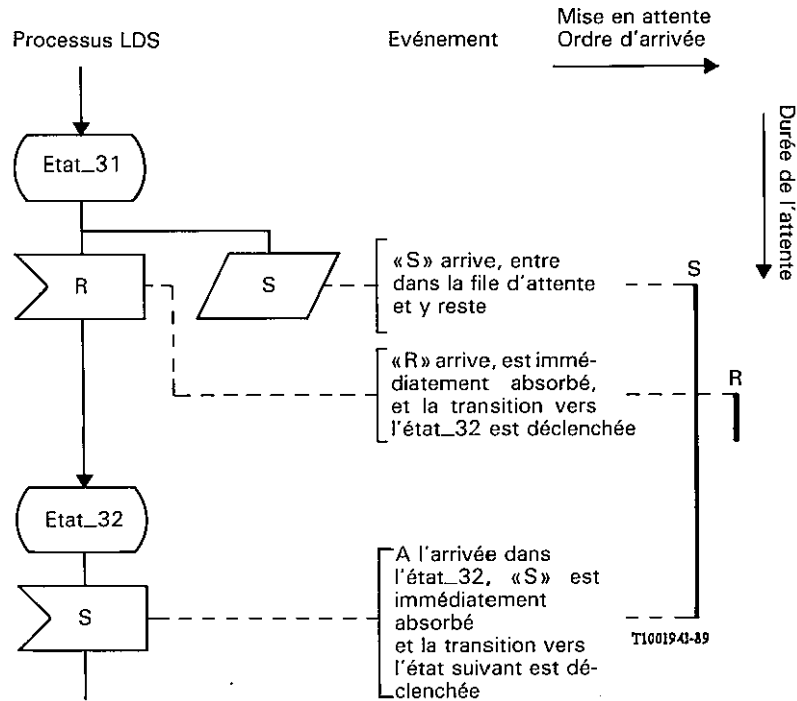 Mise en attente
Processus LDS
Evénement
Ordre d'arrivée
Durée de l'attente
Etat_31
R
S
«S» arrive, entre
dans la file d'attente
et y reste
S
«R» arrive, est immé-
diatement absorbé,
et la transition vers
l'état_32 est déclenchée
R
Etat_32
S
A l'arrivée dans
l'état_32, «S» est
immédiatement
absorbé
et la transition vers
l'état suivant est dé-
clenchée
T1001941-89